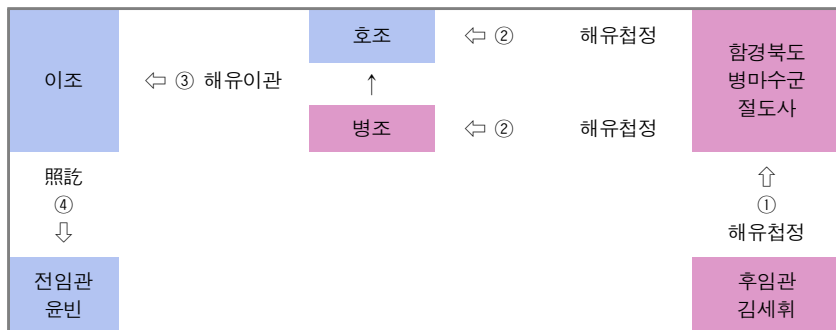 호조 ⇦ ② 해유첩정
함경북도
병마수군
절도사
이조 ⇦ ③ 해유이관 ↑
병조 ⇦ ② 해유첩정
照訖
④
⇩
⇧
①
해유첩정
전임관
윤빈
후임관
김세휘